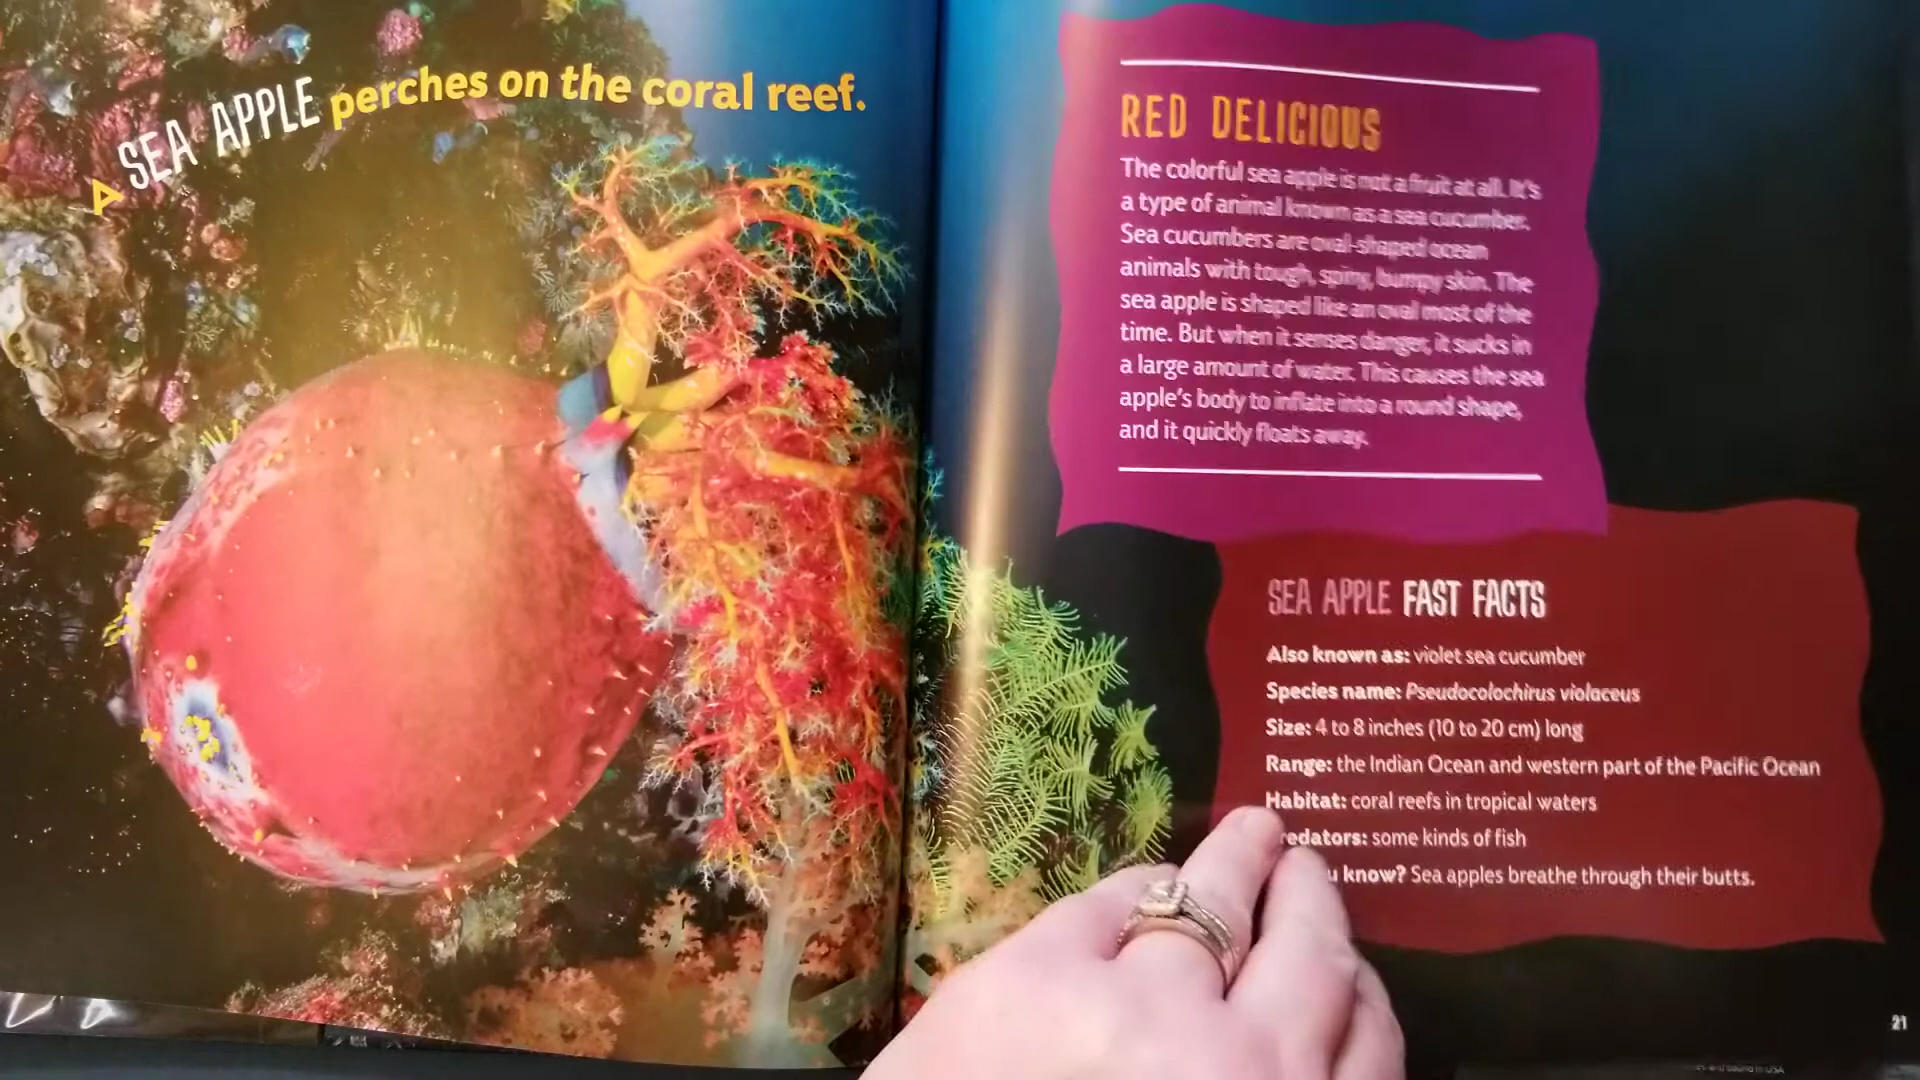 A SEA APPLE perches on the coral reef.
RED DELICIOUS
The colorful sea apple is not a fruit at all. It's
a type of animal known as a sea cucumber.
Sea cucumbers are oval-shaped ocean
animals with tough, spiny, bumpy skin. The
sea apple is shaped like an oval most of the
time. But when it senses danger, it sucks in
a large amount of water. This causes the sea
apple's body to inflate into a round shape,
and it quickly floats away.
SEA APPLE FAST FACTS
Also known as: violet sea cucumber
Species name: Pseudocolochirus violaceus
Size: 4 to 8 inches (10 to 20 cm) long
Range: the Indian Ocean and western part of the Pacific Ocean
Habitat: coral reefs in tropical waters
redators: some kinds of fish
u know? Sea apples breathe through their butts.
21